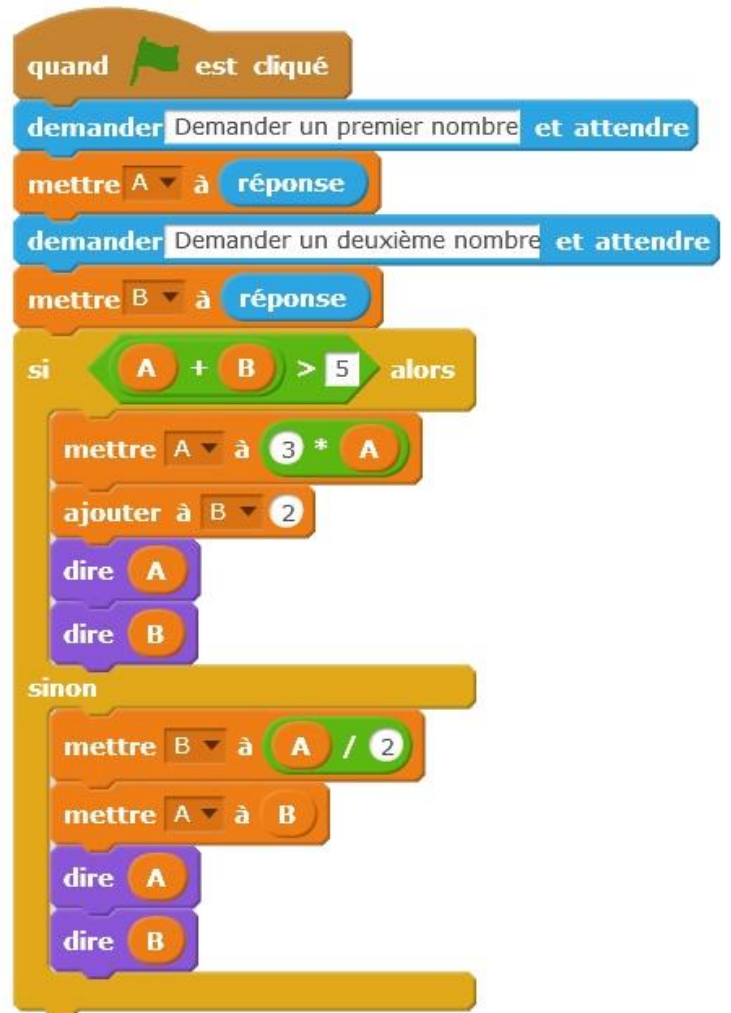 quand est cliqué
demander Demander un premier nombre et attendre
mettre A à réponse
demander Demander un deuxième nombre et attendre
mettre B à réponse
si A + B > 5 alors
mettre A à 3 * A
ajouter à B 2
dire A
dire B
sinon
mettre B à A / 2
mettre A à B
dire A
dire B